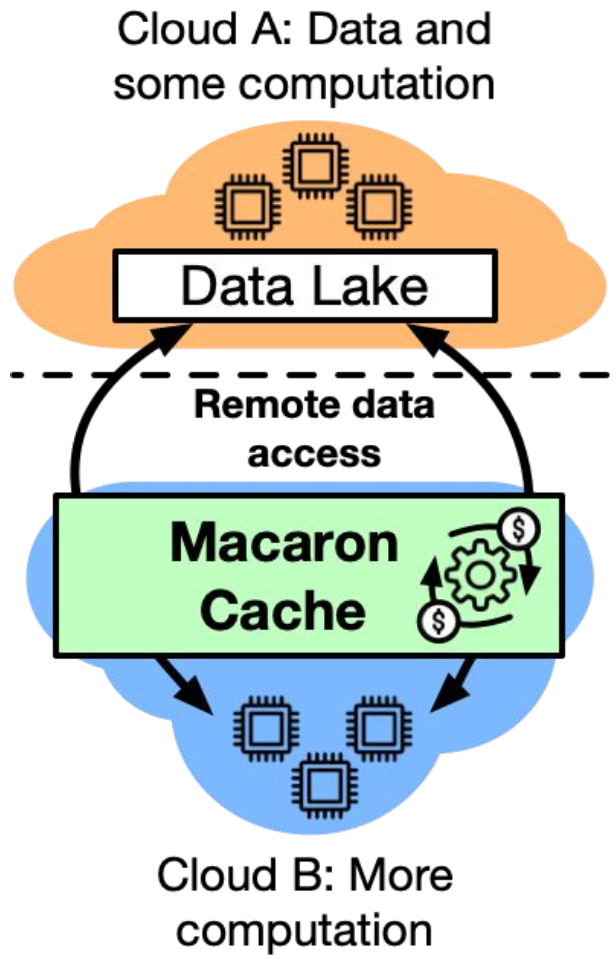 Cloud A: Data and
some computation
Data Lake
Remote data
access
Macaron
Cache
$
$
Cloud B: More
computation